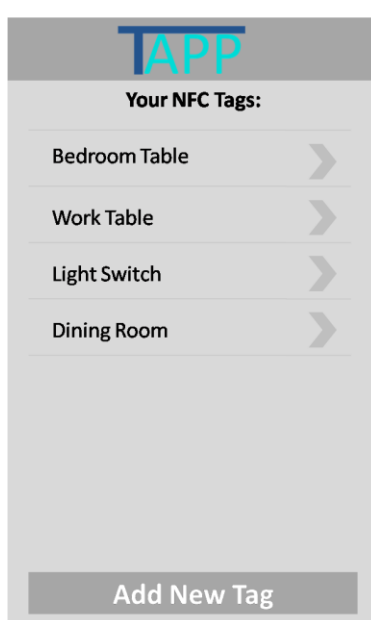 TAPP
Your NFC Tags:
Bedroom Table
Work Table
Light Switch
Dining Room
Add New Tag